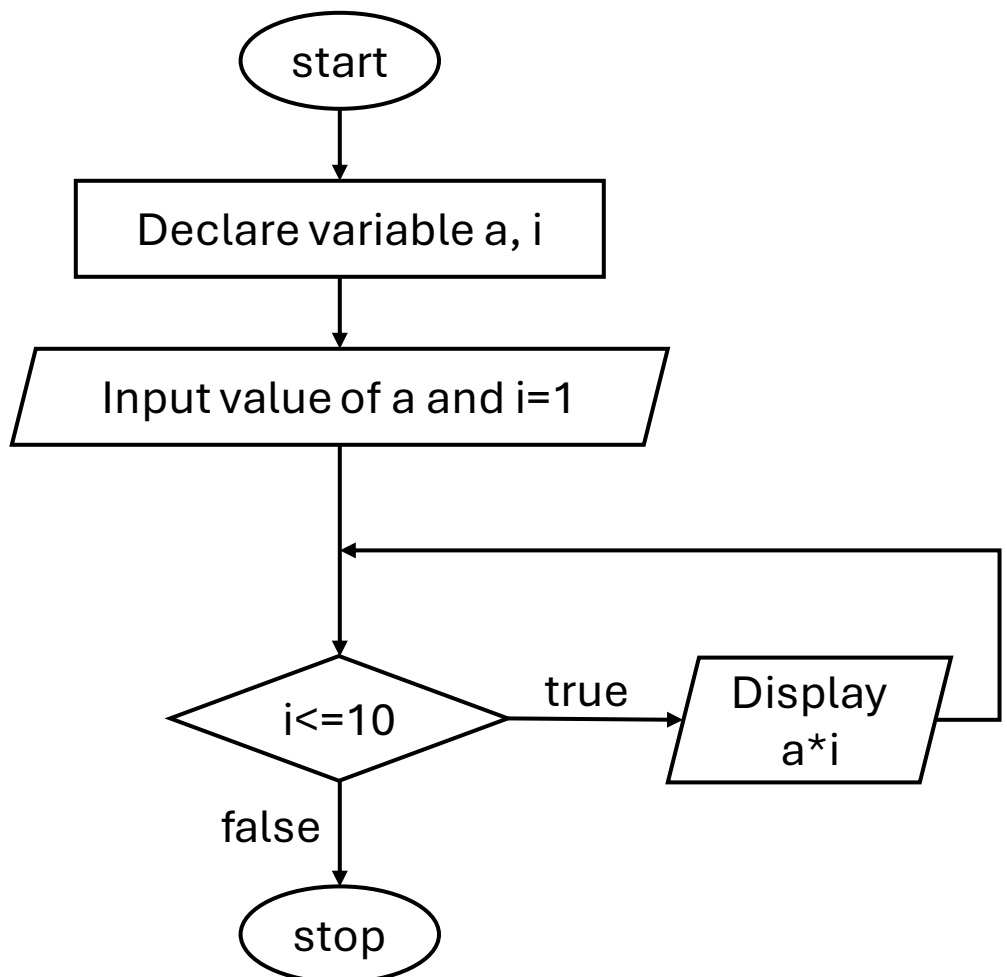 start
Declare variable a, i
Input value of a and i=1
i<=10
true
Display
a*i
false
stop